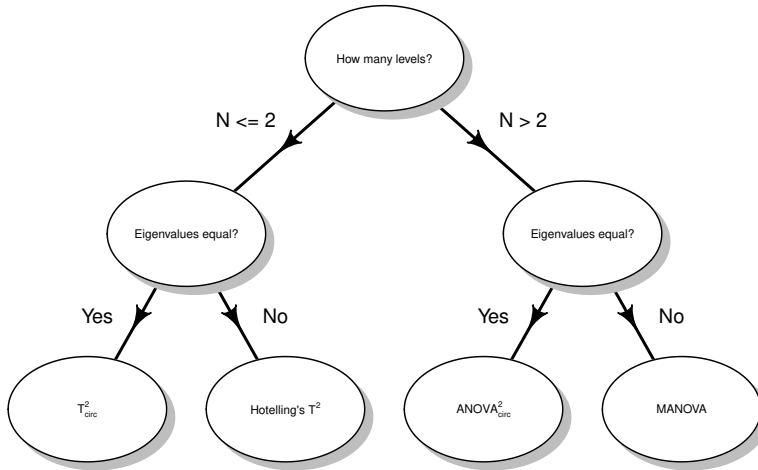 How many levels?
N <= 2
N > 2
Eigenvalues equal?
Eigenvalues equal?
Yes
No
Yes
No
T²circ
Hotelling's T²
ANOVA²circ
MANOVA